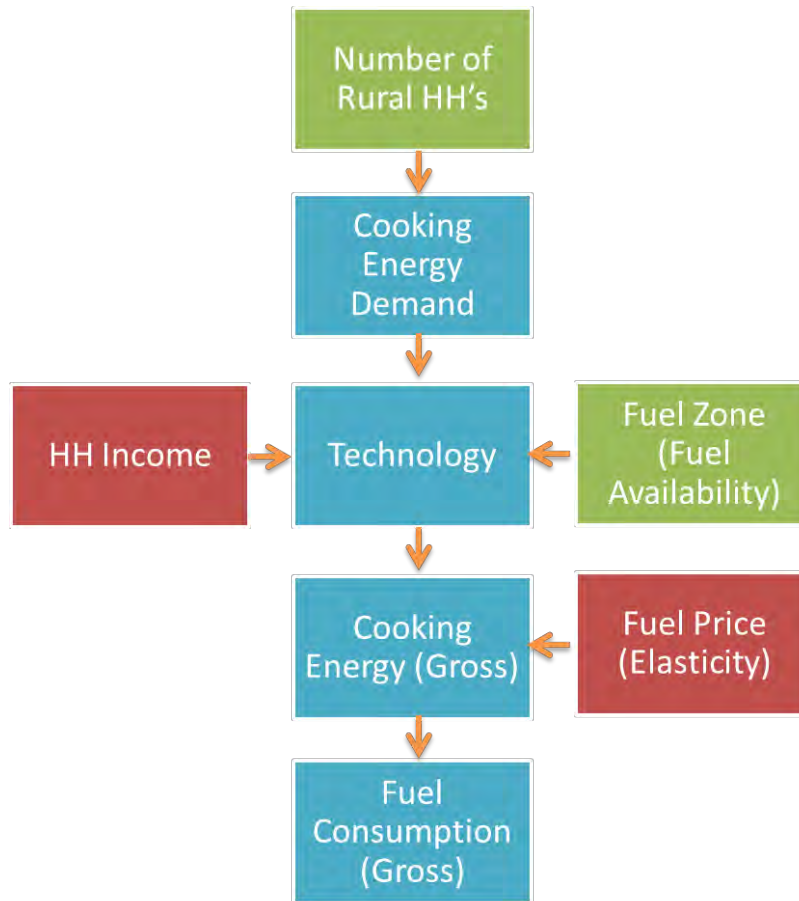 Number of
Rural HH's
Cooking
Energy
Demand
HH Income
Technology
Fuel Zone
(Fuel
Availability)
Cooking
Energy (Gross)
Fuel Price
(Elasticity)
Fuel
Consumption
(Gross)